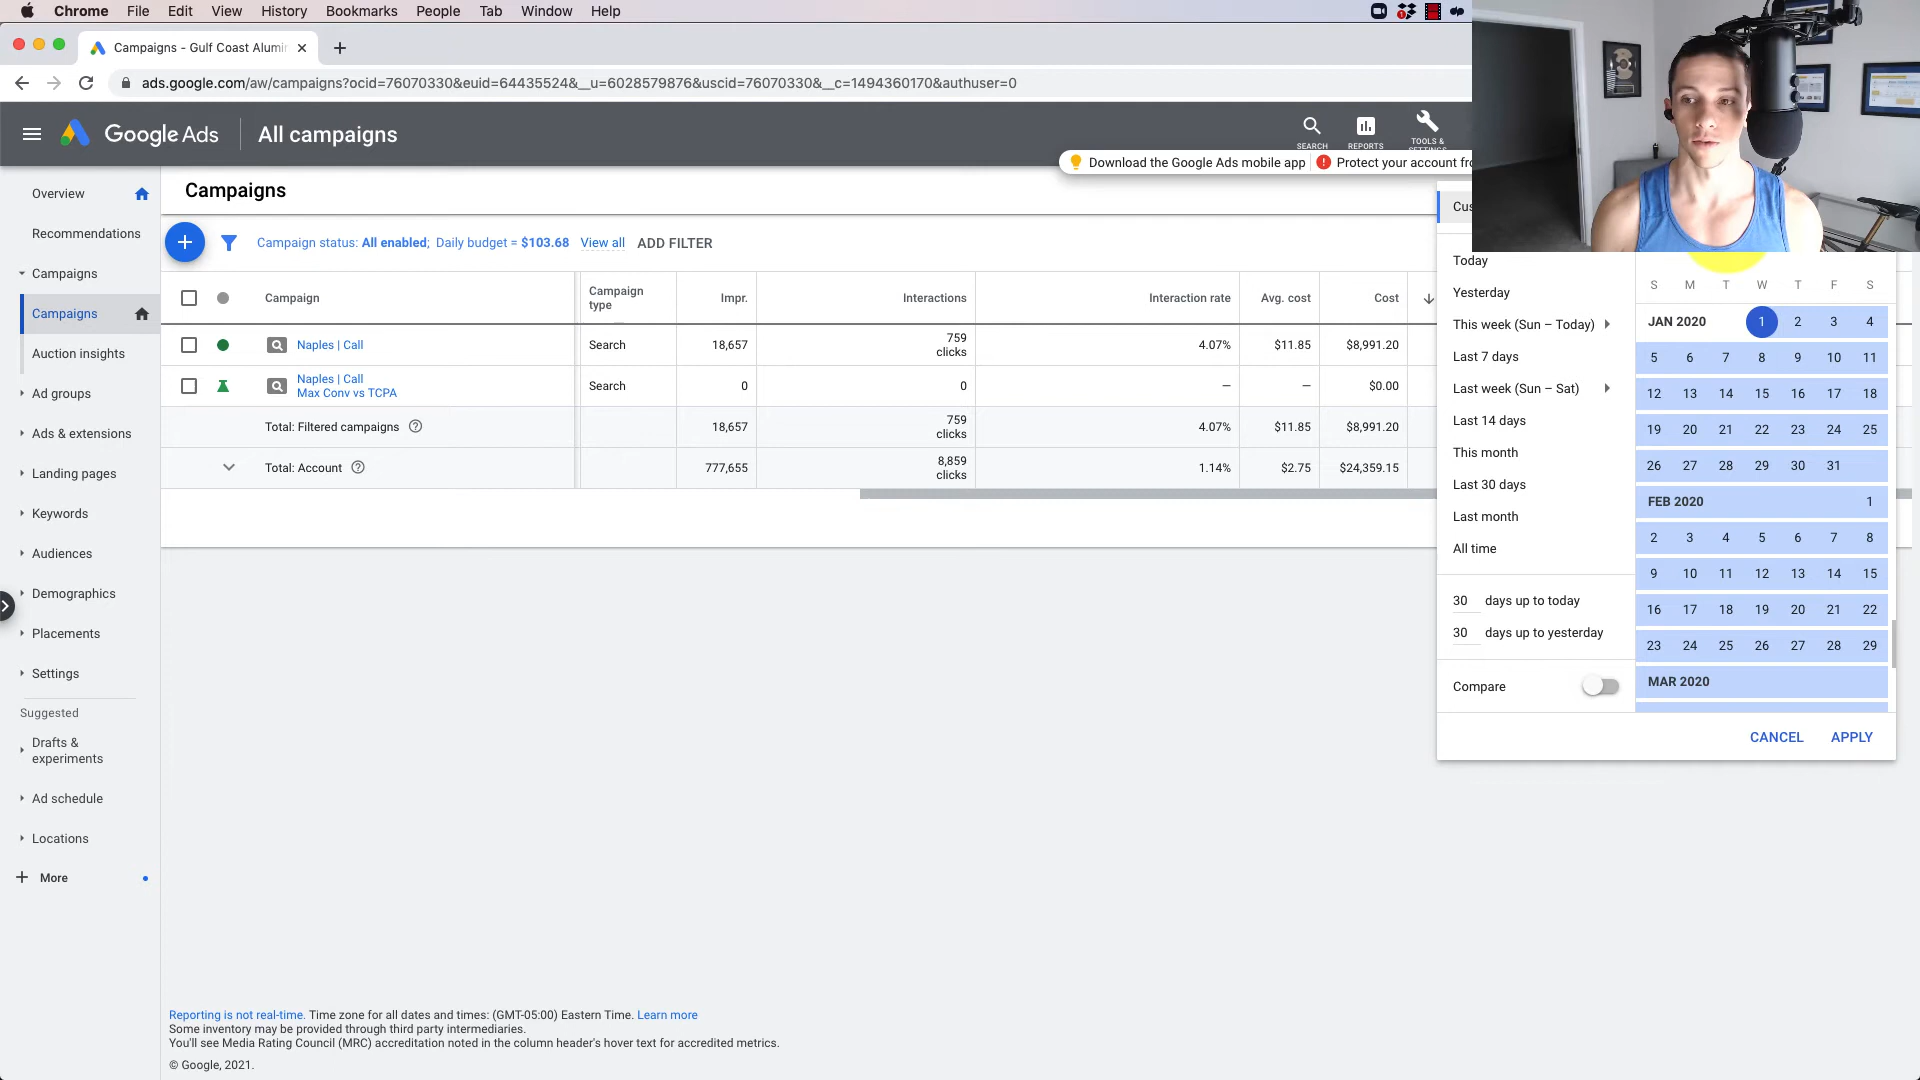 Chrome File Edit View History Bookmarks People Tab Window Help
Campaigns - Gulf Coast Alumi
ads.google.com/aw/campaigns?ocid=76070330&euid=64435524&__u=6028579876&uscid=76070330&__c=1494360170&authuser=0
Google Ads All campaigns
SEARCH REPORTS TOOLS &
SETTINGS
Download the Google Ads mobile app Protect your account fr
Overview
Recommendations
Campaigns
Campaigns
Auction insights
Ad groups
Ads & extensions
Landing pages
Keywords
Audiences
Demographics
Placements
Settings
Suggested
Drafts &
experiments
Ad schedule
Locations
More
Campaigns
Campaign status: All enabled; Daily budget = $103.68 View all ADD FILTER
Campaign Campaign type Impr. Interactions Interaction rate Avg. cost Cost
Naples | Call Search 18,657 759 clicks 4.07% $11.85 $8,991.20
Naples | Call
Max Conv vs TCPA Search 0 0 — — $0.00
Total: Filtered campaigns 18,657 759 clicks 4.07% $11.85 $8,991.20
Total: Account 777,655 8,859 clicks 1.14% $2.75 $24,359.15
Cus
Today
Yesterday
This week (Sun – Today)
Last 7 days
Last week (Sun – Sat)
Last 14 days
This month
Last 30 days
Last month
All time
30 days up to today
30 days up to yesterday
Compare
S M T W T F S
JAN 2020 1 2 3 4
5 6 7 8 9 10 11
12 13 14 15 16 17 18
19 20 21 22 23 24 25
26 27 28 29 30 31
FEB 2020 1
2 3 4 5 6 7 8
9 10 11 12 13 14 15
16 17 18 19 20 21 22
23 24 25 26 27 28 29
MAR 2020
CANCEL APPLY
Reporting is not real-time. Time zone for all dates and times: (GMT-05:00) Eastern Time. Learn more
Some inventory may be provided through third party intermediaries.
You'll see Media Rating Council (MRC) accreditation noted in the column header's hover text for accredited metrics.
© Google, 2021.